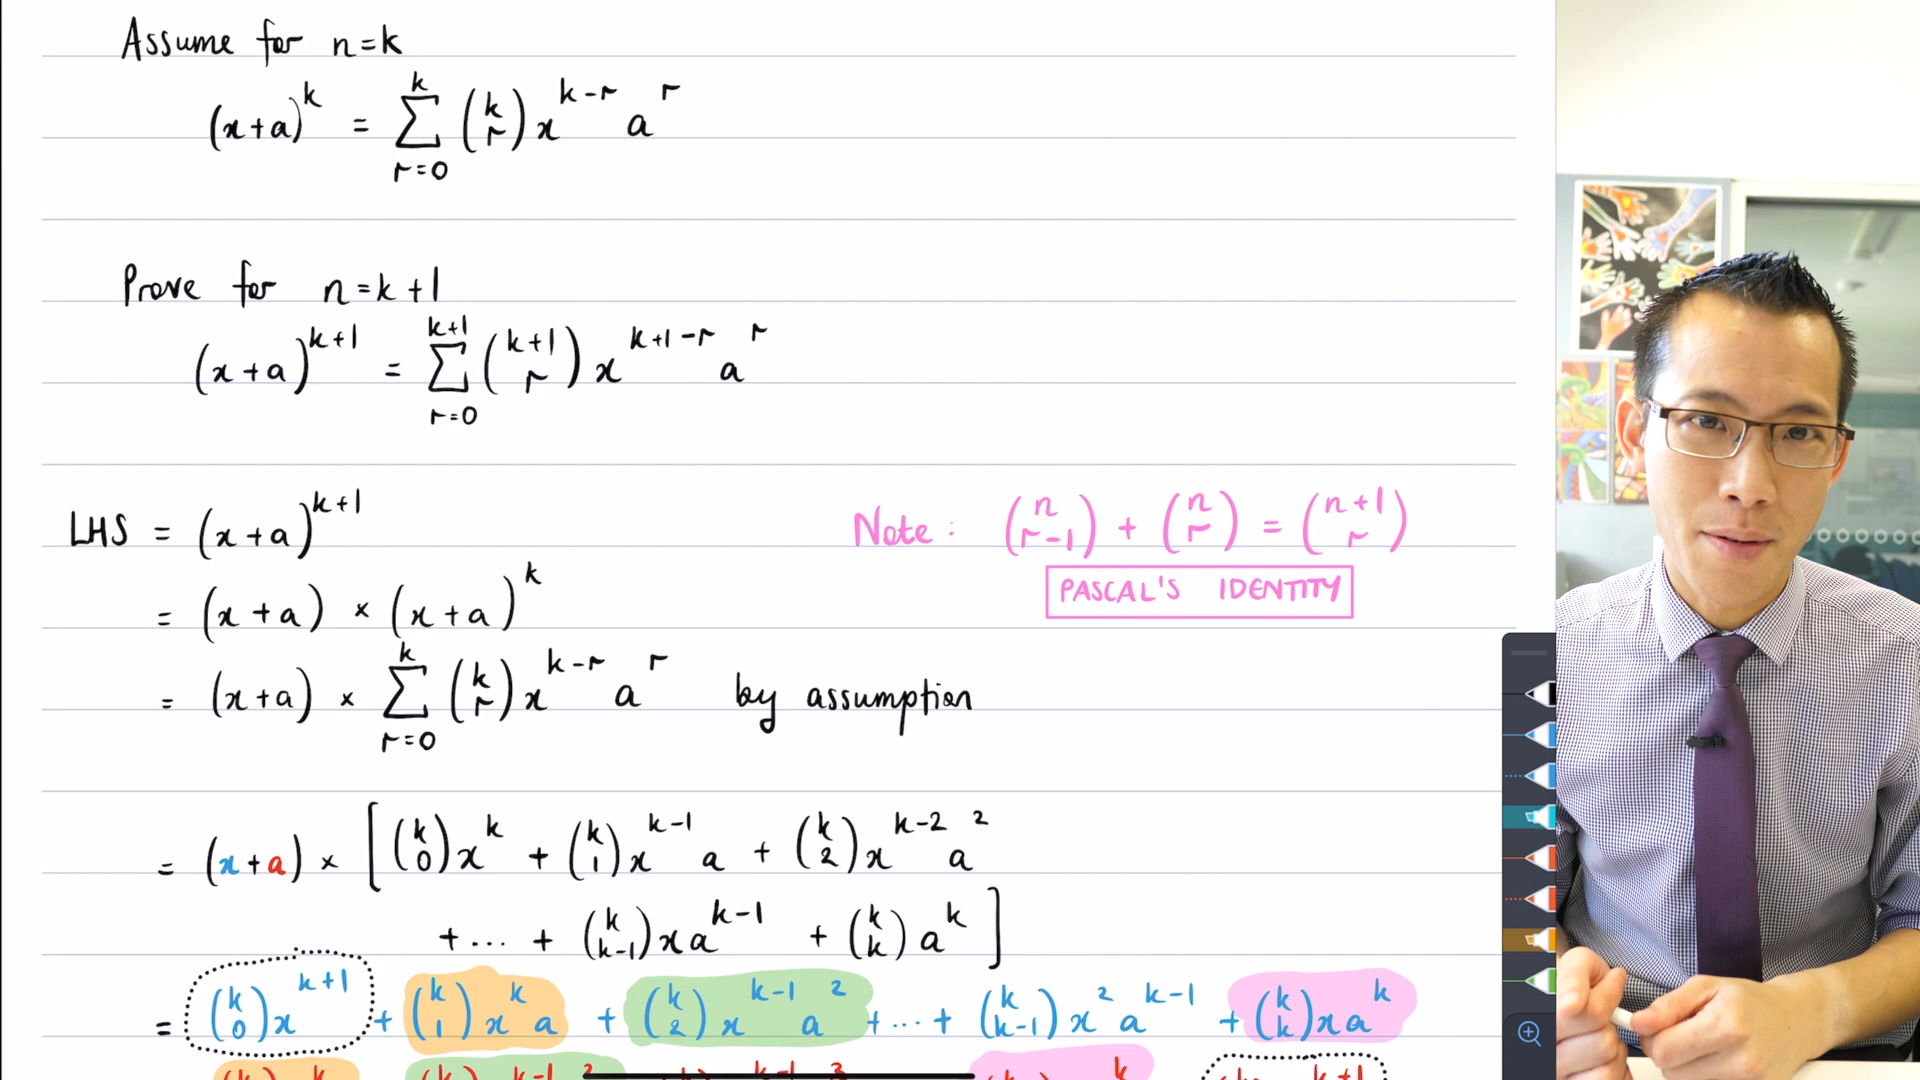 Assume for n=k
(x+a)^k = Σ_{r=0}^{k} (k r) x^{k-r} a^r
Prove for n=k+1
(x+a)^{k+1} = Σ_{r=0}^{k+1} (k+1 r) x^{k+1-r} a^r
LHS = (x+a)^{k+1}
Note: (n r-1) + (n r) = (n+1 r)
PASCAL'S IDENTITY
= (x+a) × (x+a)^k
= (x+a) × Σ_{r=0}^{k} (k r) x^{k-r} a^r by assumption
= (x+a) × [(k 0)x^k + (k 1)x^{k-1} a + (k 2)x^{k-2} a^2
+ ... + (k k-1)xa^{k-1} + (k k)a^k]
= (k 0)x^{k+1} + (k 1)x^k a + (k 2)x^{k-1} a^2 + ... + (k k-1)x^2 a^{k-1} + (k k)xa^k